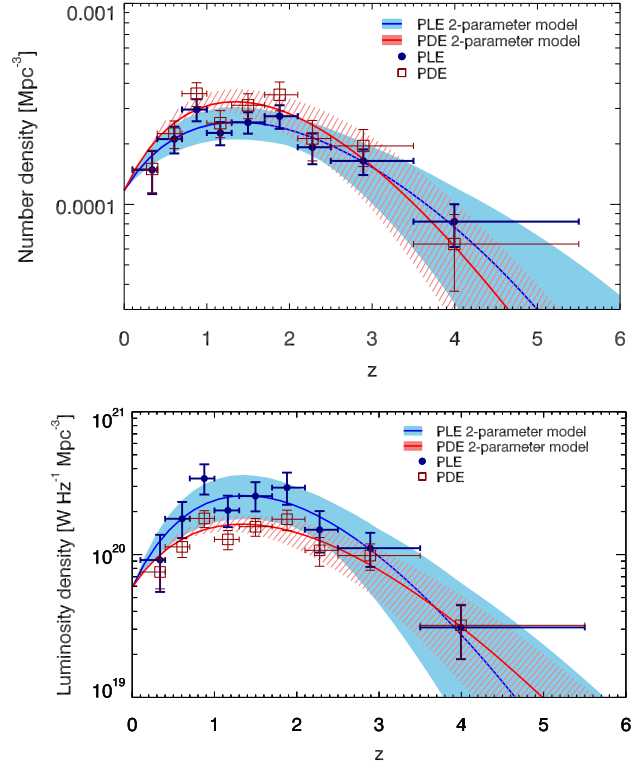 0.001
PLE 2-parameter model
PDE 2-parameter model
PLE
PDE
Number density [Mpc⁻³]
0.0001
0 1 2 3 4 5 6
z
10²¹
PLE 2-parameter model
PDE 2-parameter model
PLE
PDE
Luminosity density [W Hz⁻¹ Mpc⁻³]
10²⁰
10¹⁹
0 1 2 3 4 5 6
z